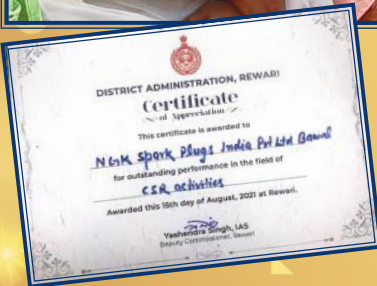 DISTRICT ADMINISTRATION, REWARI
Certificate
of Appreciation
This certificate is awarded to
NGK Spark Plugs India Pvt Ltd Bawal
for outstanding performance in the field of
CSR activities
Awarded this 15th day of August, 2021 at Rewari.
Yashendra Singh, IAS
Deputy Commissioner, Rewari